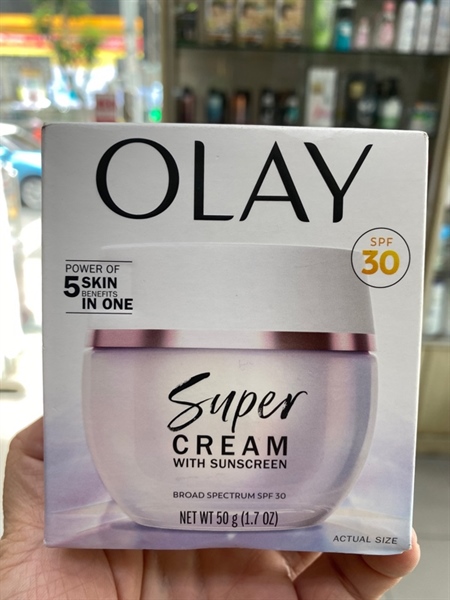 OLAY
SPF
30
POWER OF
5 SKIN
BENEFITS
IN ONE
Super
CREAM
WITH SUNSCREEN
BROAD SPECTRUM SPF 30
NET WT 50 g (1.7 OZ)
ACTUAL SIZE